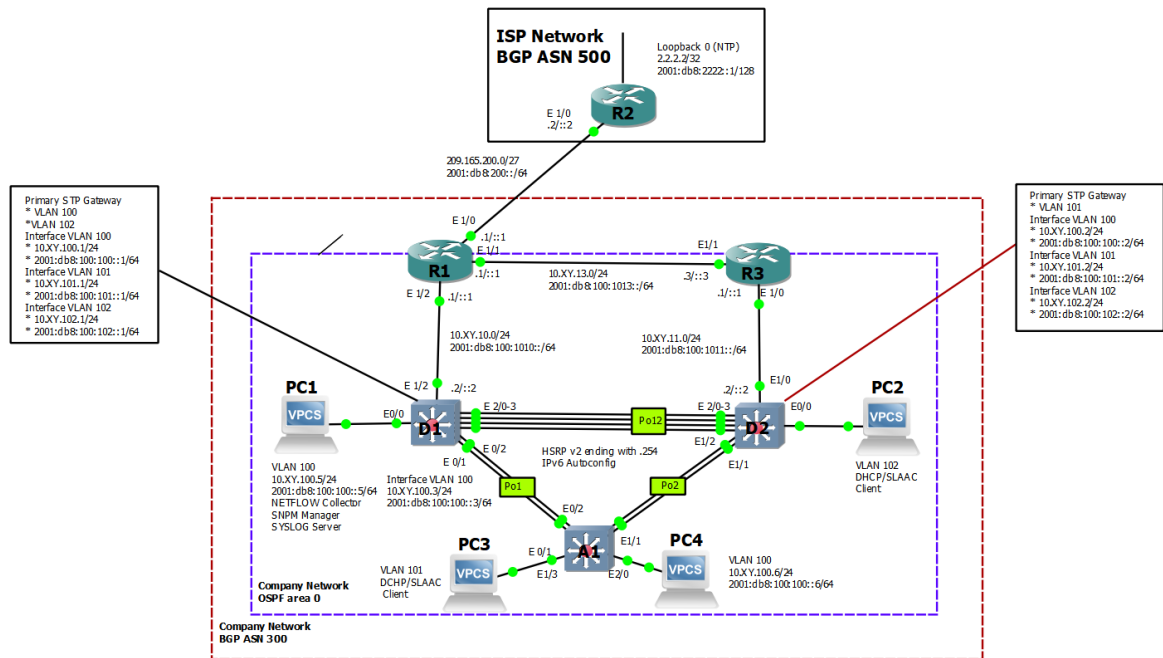 ISP Network
BGP ASN 500
Loopback 0 (NTP)
2.2.2.2/32
2001:db8:2222::1/128
R2
E 1/0
.2/::2
209.165.200.0/27
2001:db8:200::/64
Primary STP Gateway
* VLAN 100
*VLAN 102
Interface VLAN 100
* 10.XY.100.1/24
* 2001:db8:100:100::1/64
Interface VLAN 101
* 10.XY.101.1/24
* 2001:db8:100:101::1/64
Interface VLAN 102
* 10.XY.102.1/24
* 2001:db8:100:102::1/64
Primary STP Gateway
* VLAN 101
Interface VLAN 100
* 10.XY.100.2/24
* 2001:db8:100:100::2/64
Interface VLAN 101
* 10.XY.101.2/24
* 2001:db8:100:101::2/64
Interface VLAN 102
* 10.XY.102.2/24
* 2001:db8:100:102::2/64
E 1/0
.1/::1
E 1/1
.1/::1
R1
E 1/2
.1/::1
10.XY.13.0/24
2001:db8:100:1013::/64
E1/1
.3/::3
R3
.1/::1
E 1/0
10.XY.10.0/24
2001:db8:100:1010::/64
10.XY.11.0/24
2001:db8:100:1011::/64
E 1/2
.2/::2
E1/0
.2/::2
PC1
VPCS
E0/0
D1
E 2/0-3
Po12
E 2/0-3
D2
E0/0
PC2
VPCS
E 0/2
E 0/1
HSRP v2 ending with .254
IPv6 Autoconfig
E1/2
E1/1
VLAN 100
10.XY.100.5/24
2001:db8:100:100::5/64
NETFLOW Collector
SNPM Manager
SYSLOG Server
Interface VLAN 100
10.XY.100.3/24
2001:db8:100:100::3/64
Po1
Po2
VLAN 102
DHCP/SLAAC
Client
E0/2
E1/1
A1
E 0/1
E1/3
E2/0
PC3
VPCS
VLAN 101
DCHP/SLAAC
Client
PC4
VPCS
VLAN 100
10.XY.100.6/24
2001:db8:100:100::6/64
Company Network
OSPF area 0
Company Network
BGP ASN 300